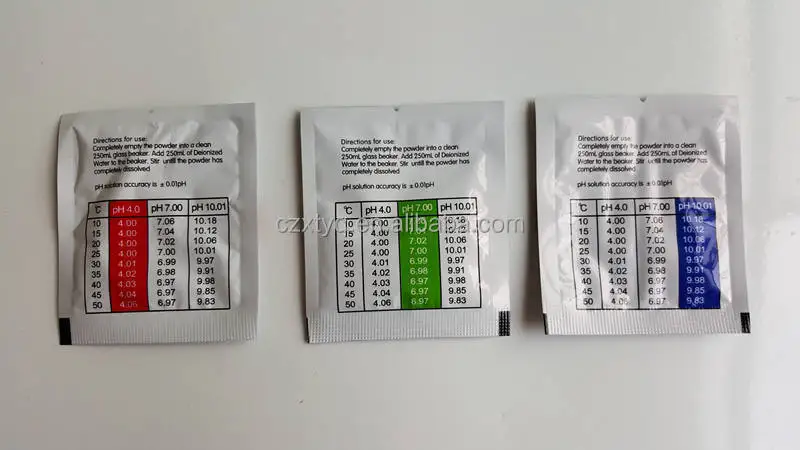 Directions for use:
Completely empty the powder into a clean
250mL glass beaker. Add 250mL of Deionized
Water to the beaker. Stir untill the powder has
completely dissolved
pH solution accuracy is ± 0.01pH
°C pH 4.0 pH 7.00 pH 10.01
10 4.00 7.06 10.18
15 4.00 7.04 10.12
20 4.00 7.02 10.06
25 4.00 7.00 10.01
30 4.01 6.99 9.97
35 4.02 6.98 9.91
40 4.03 6.97 9.98
45 4.04 6.97 9.85
50 4.06 6.97 9.83
Directions for use:
Completely empty the powder into a clean
250mL glass beaker. Add 250mL of Deionized
Water to the beaker. Stir untill the powder has
completely dissolved
pH solution accuracy is ± 0.01pH
°C pH 4.0 pH 7.00 pH 10.01
10 4.00 10.18
15 4.00 10.12
20 4.00 7.02 10.06
25 4.00 7.00 10.01
30 4.01 6.99 9.97
35 4.02 6.98 9.91
40 4.03 6.97 9.98
45 4.04 6.97 9.85
50 4.06 6.97 9.83
Directions for use:
Completely empty the powder into a clean
250mL glass beaker. Add 250mL of Deionized
Water to the beaker. Stir untill the powder has
completely dissolved
pH solution accuracy is ± 0.01pH
°C pH 4.0 pH 7.00 pH 10.01
10 4.00 7.06 10.18
15 4.00 7.04 10.12
20 4.00 7.02 10.06
25 4.00 7.00 10.01
30 4.01 6.99 9.97
35 4.02 6.98 9.91
40 4.03 6.97 9.98
45 4.04 6.97 9.85
50 4.06 6.97 9.83
czxtyq.en.alibaba.com